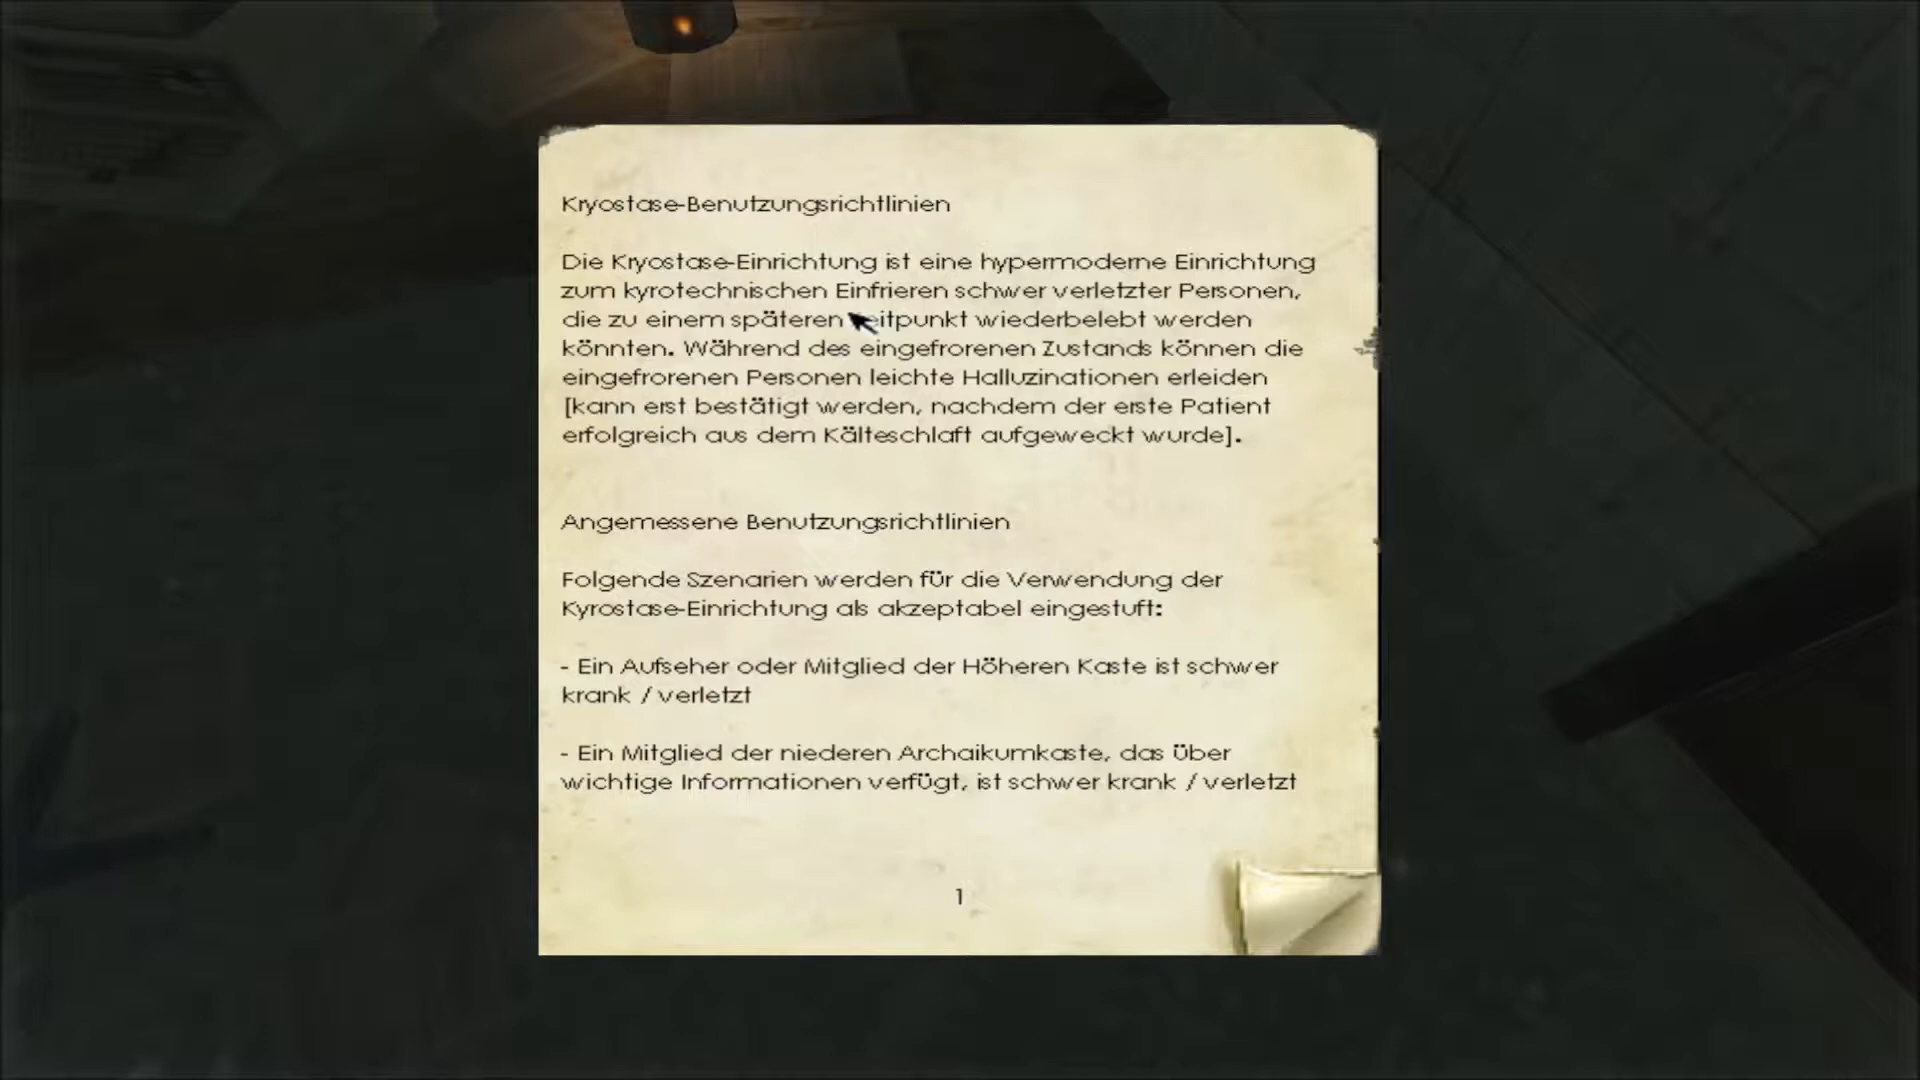 Kryostase-Benutzungsrichtlinien
Die Kryostase-Einrichtung ist eine hypermoderne Einrichtung
zum kyrotechnischen Einfrieren schwer verletzter Personen,
die zu einem späteren wiederbelebt werden
könnten. Während des eingefrorenen Zustands können die
eingefrorenen Personen leichte Halluzinationen erleiden
[kann erst bestätigt werden, nachdem der erste Patient
erfolgreich aus dem Kälteschlaft aufgeweckt wurde].
Angemessene Benutzungsrichtlinien
Folgende Szenarien werden für die Verwendung der
Kyrostase-Einrichtung als akzeptabel eingestuft:
- Ein Aufseher oder Mitglied der Höheren Kaste ist schwer
krank / verletzt
- Ein Mitglied der niederen Archaikumkaste, das über
wichtige Informationen verfügt, ist schwer krank / verletzt
1